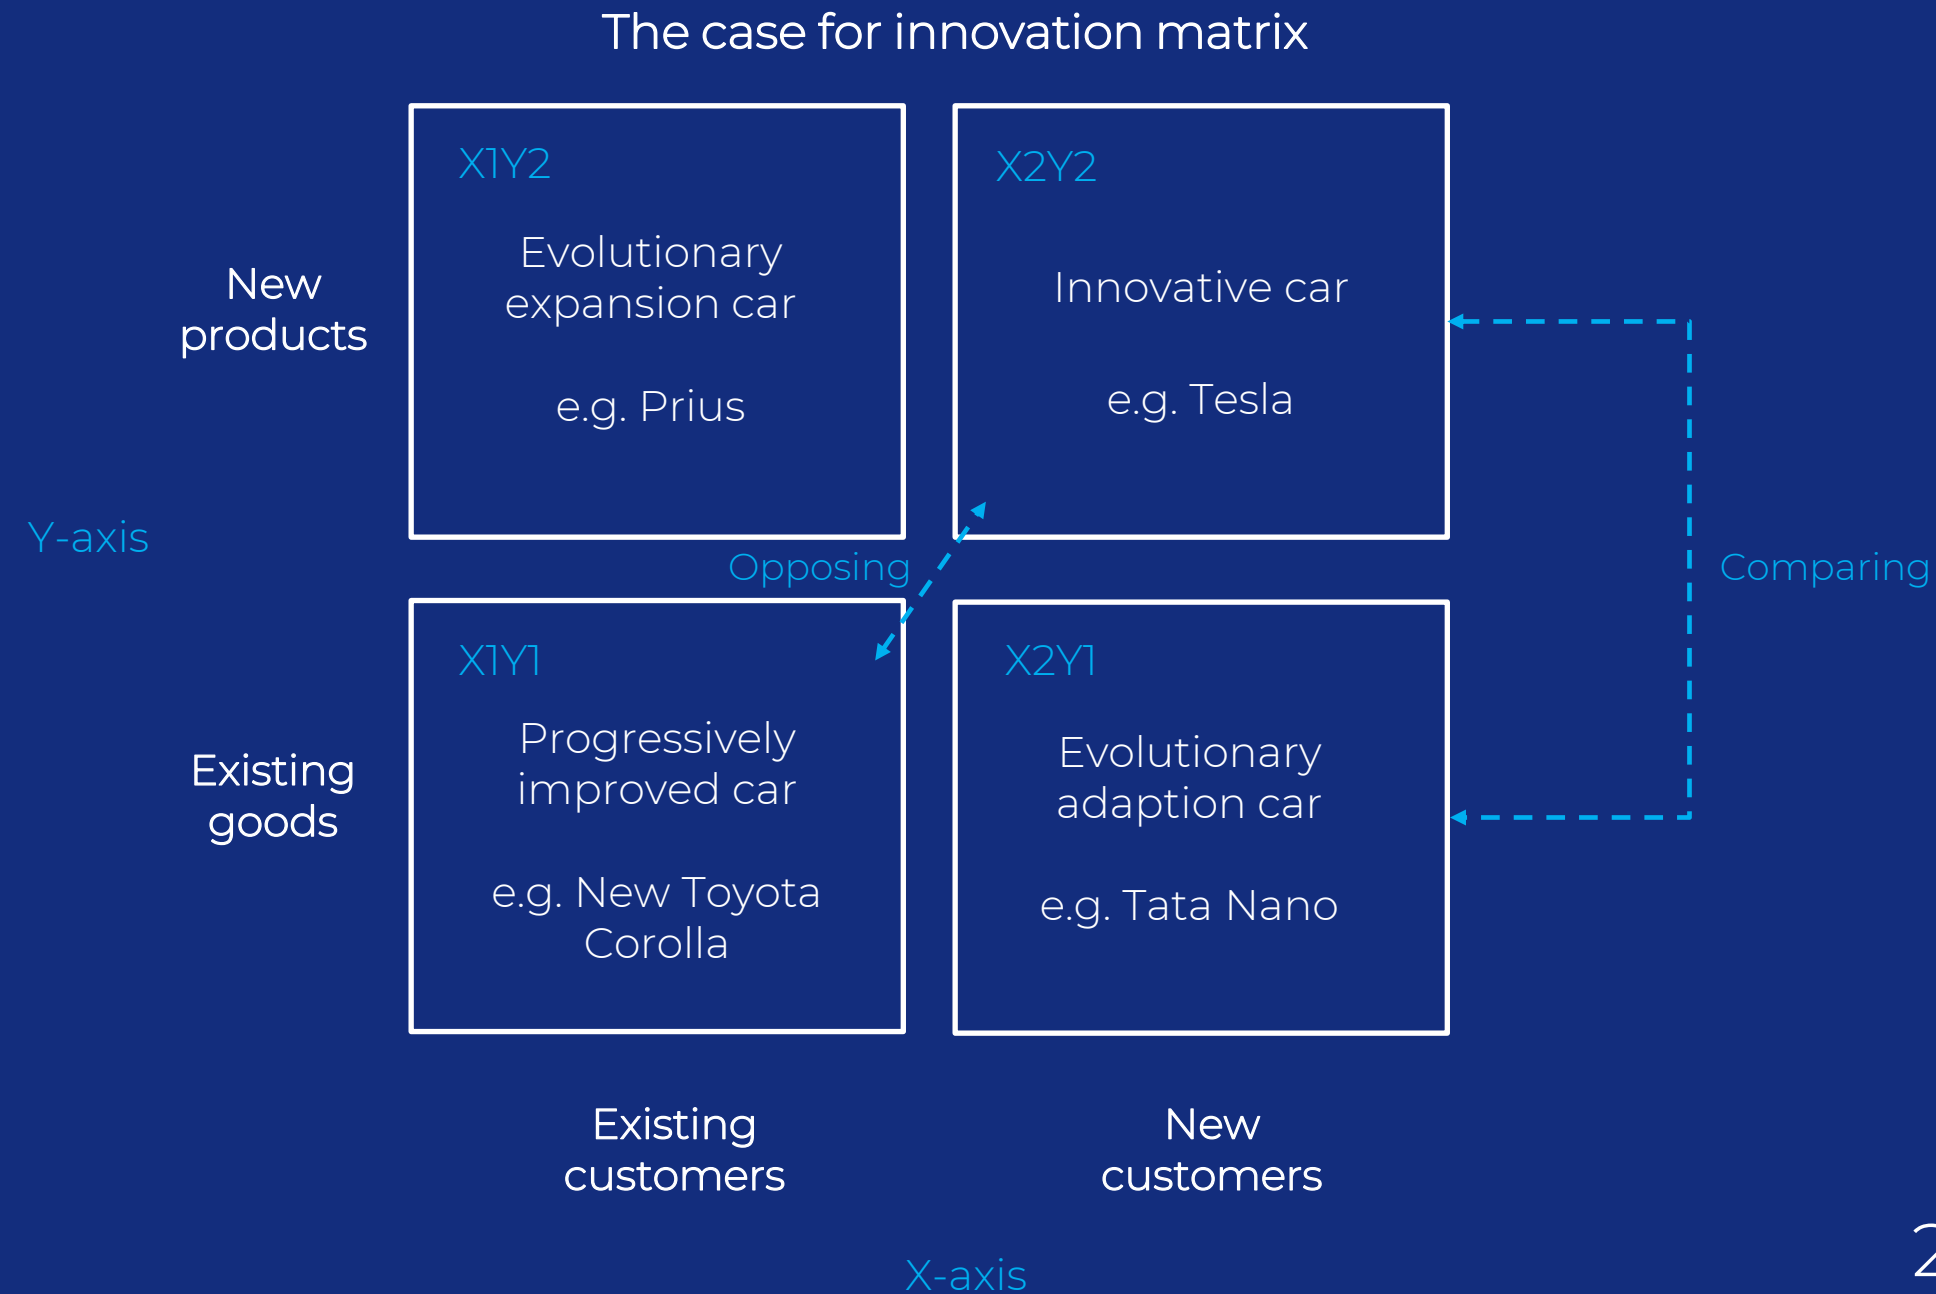 The case for innovation matrix
X1Y2
X2Y2
Evolutionary
expansion car
e.g. Prius
Innovative car
e.g. Tesla
New
products
Y-axis
Opposing
Comparing
X1Y1
X2Y1
Progressively
improved car
e.g. New Toyota
Corolla
Evolutionary
adaption car
e.g. Tata Nano
Existing
goods
Existing
customers
New
customers
X-axis